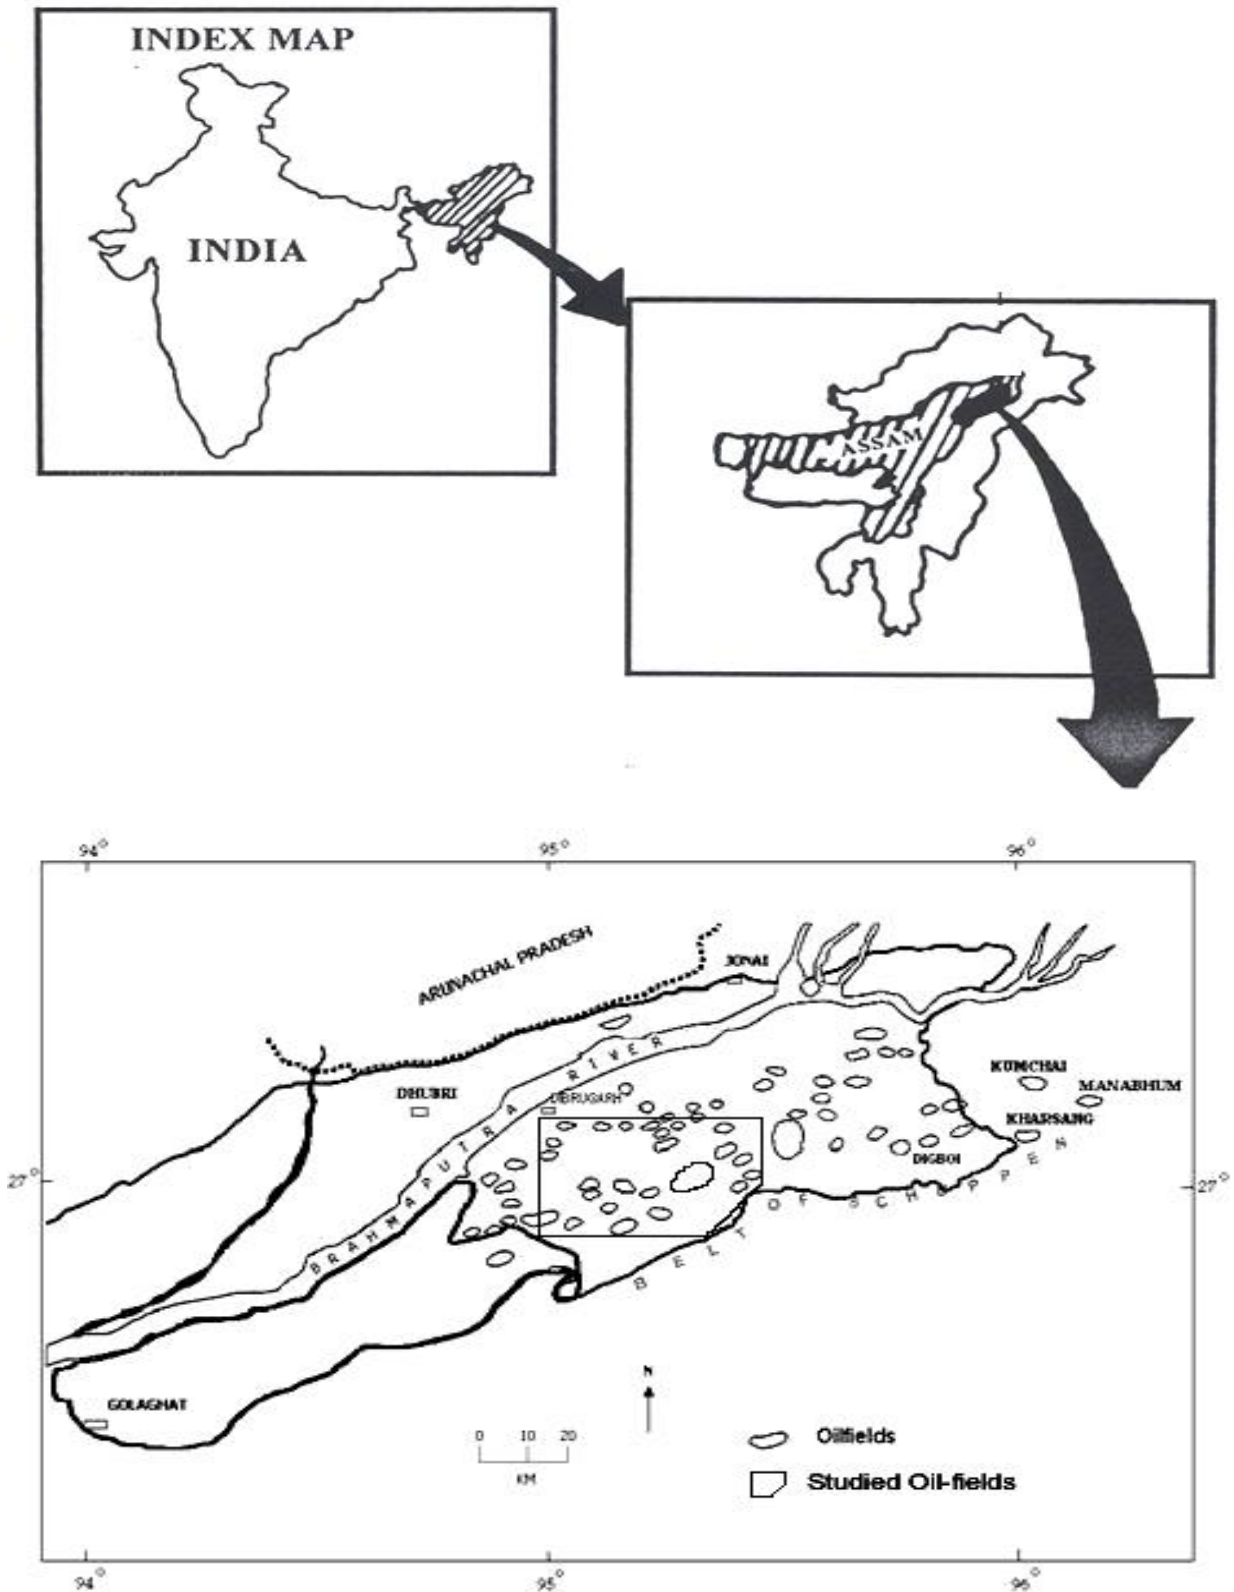 INDEX MAP
INDIA
ASSAM
94° 95° 96°
ARUNACHAL PRADESH
JONAI
BRAHMAPUTRA RIVER
DHUBRI
DIBRUGARH
KUMCHAI
MANABHUM
KHARSANG
DIGBOI
27° 27°
BELT OF SCHUPPEN
GOLAGHAT
N
0 10 20
KM
Oilfields
Studied Oil-fields
94° 95° 96°